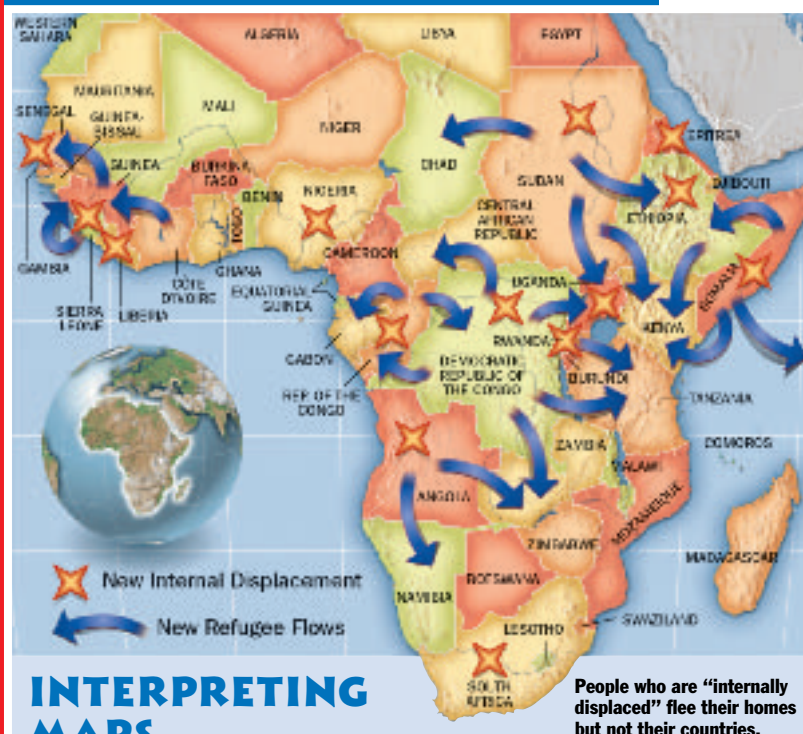 WESTERN
SAHARA
ALGERIA
LIBYA
EGYPT
MAURITANIA
MALI
NIGER
CHAD
SUDAN
ERITREA
DJIBOUTI
SENEGAL
GUINEA-
BISSAU
GUINEA
BURKINA
FASO
BENIN
NIGERIA
TOGO
ETHIOPIA
CENTRAL
AFRICAN
REPUBLIC
CAMEROON
GAMBIA
SIERRA
LEONE
LIBERIA
CÔTE
D'IVOIRE
GHANA
EQUATORIAL
GUINEA
UGANDA
SOMALIA
KENYA
GABON
RWANDA
DEMOCRATIC
REPUBLIC OF
THE CONGO
BURUNDI
REP. OF THE
CONGO
TANZANIA
COMOROS
ZAMBIA
MALAWI
ANGOLA
MOZAMBIQUE
ZIMBABWE
MADAGASCAR
BOTSWANA
NAMIBIA
SWAZILAND
LESOTHO
SOUTH
AFRICA
New Internal Displacement
New Refugee Flows
INTERPRETING
MAPS
People who are “internally
displaced” flee their homes
but not their countries.